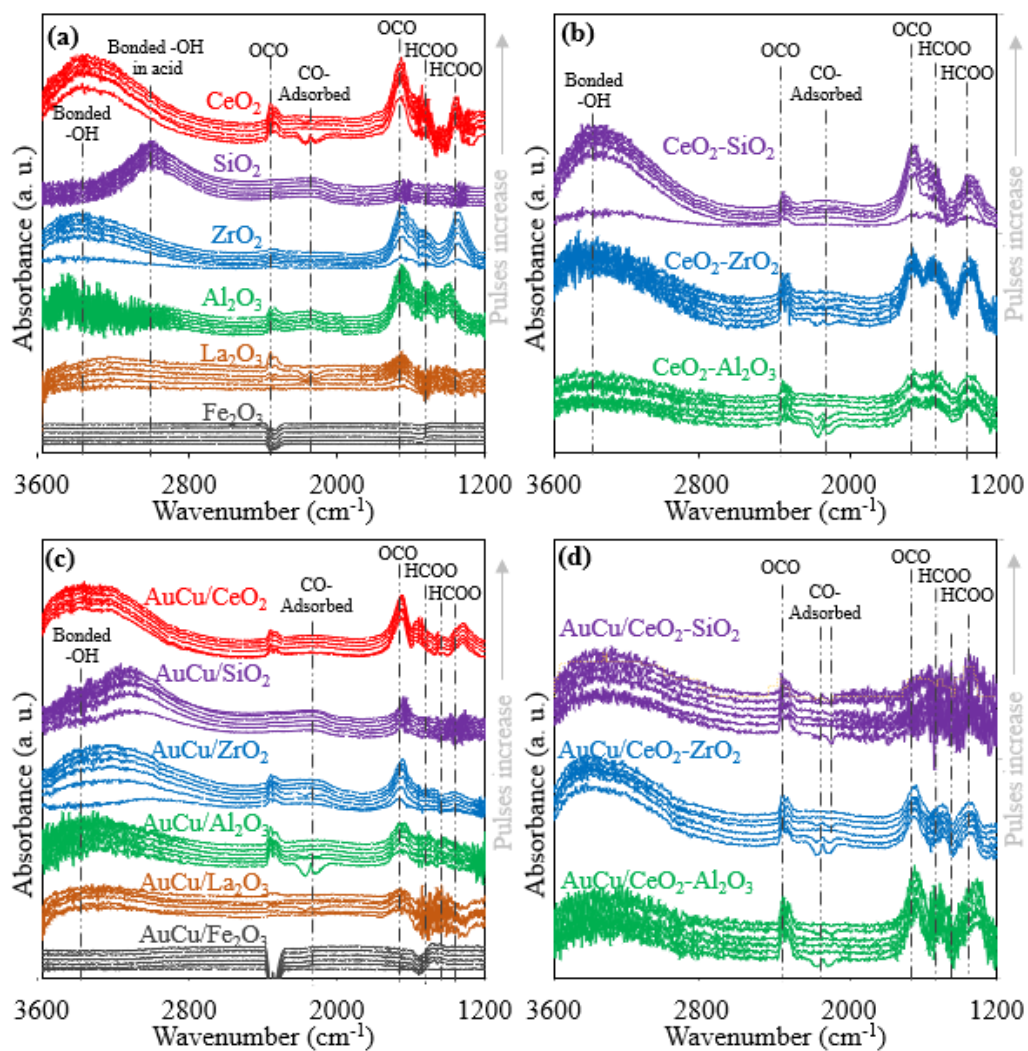 (a)
Bonded -OH
in acid
OCO
OCO
HCOO
HCOO
CO-
Adsorbed
Bonded
-OH
CeO₂
SiO₂
ZrO₂
Al₂O₃
La₂O₃
Fe₂O₃
Absorbance (a. u.)
Pulses increase
3600 2800 2000 1200
Wavenumber (cm⁻¹)
(b)
OCO
OCO
HCOO
HCOO
CO-
Adsorbed
Bonded
-OH
CeO₂-SiO₂
CeO₂-ZrO₂
CeO₂-Al₂O₃
Absorbance (a. u.)
Pulses increase
3600 2800 2000 1200
Wavenumber (cm⁻¹)
(c)
OCO
HCOO
HCOO
CO-
Adsorbed
AuCu/CeO₂
Bonded
-OH
AuCu/SiO₂
AuCu/ZrO₂
AuCu/Al₂O₃
AuCu/La₂O₃
AuCu/Fe₂O₃
Absorbance (a. u.)
Pulses increase
3600 2800 2000 1200
Wavenumber (cm⁻¹)
(d)
OCO
OCO
HCOO
HCOO
CO-
Adsorbed
AuCu/CeO₂-SiO₂
AuCu/CeO₂-ZrO₂
AuCu/CeO₂-Al₂O₃
Absorbance (a. u.)
Pulses increase
3600 2800 2000 1200
Wavenumber (cm⁻¹)